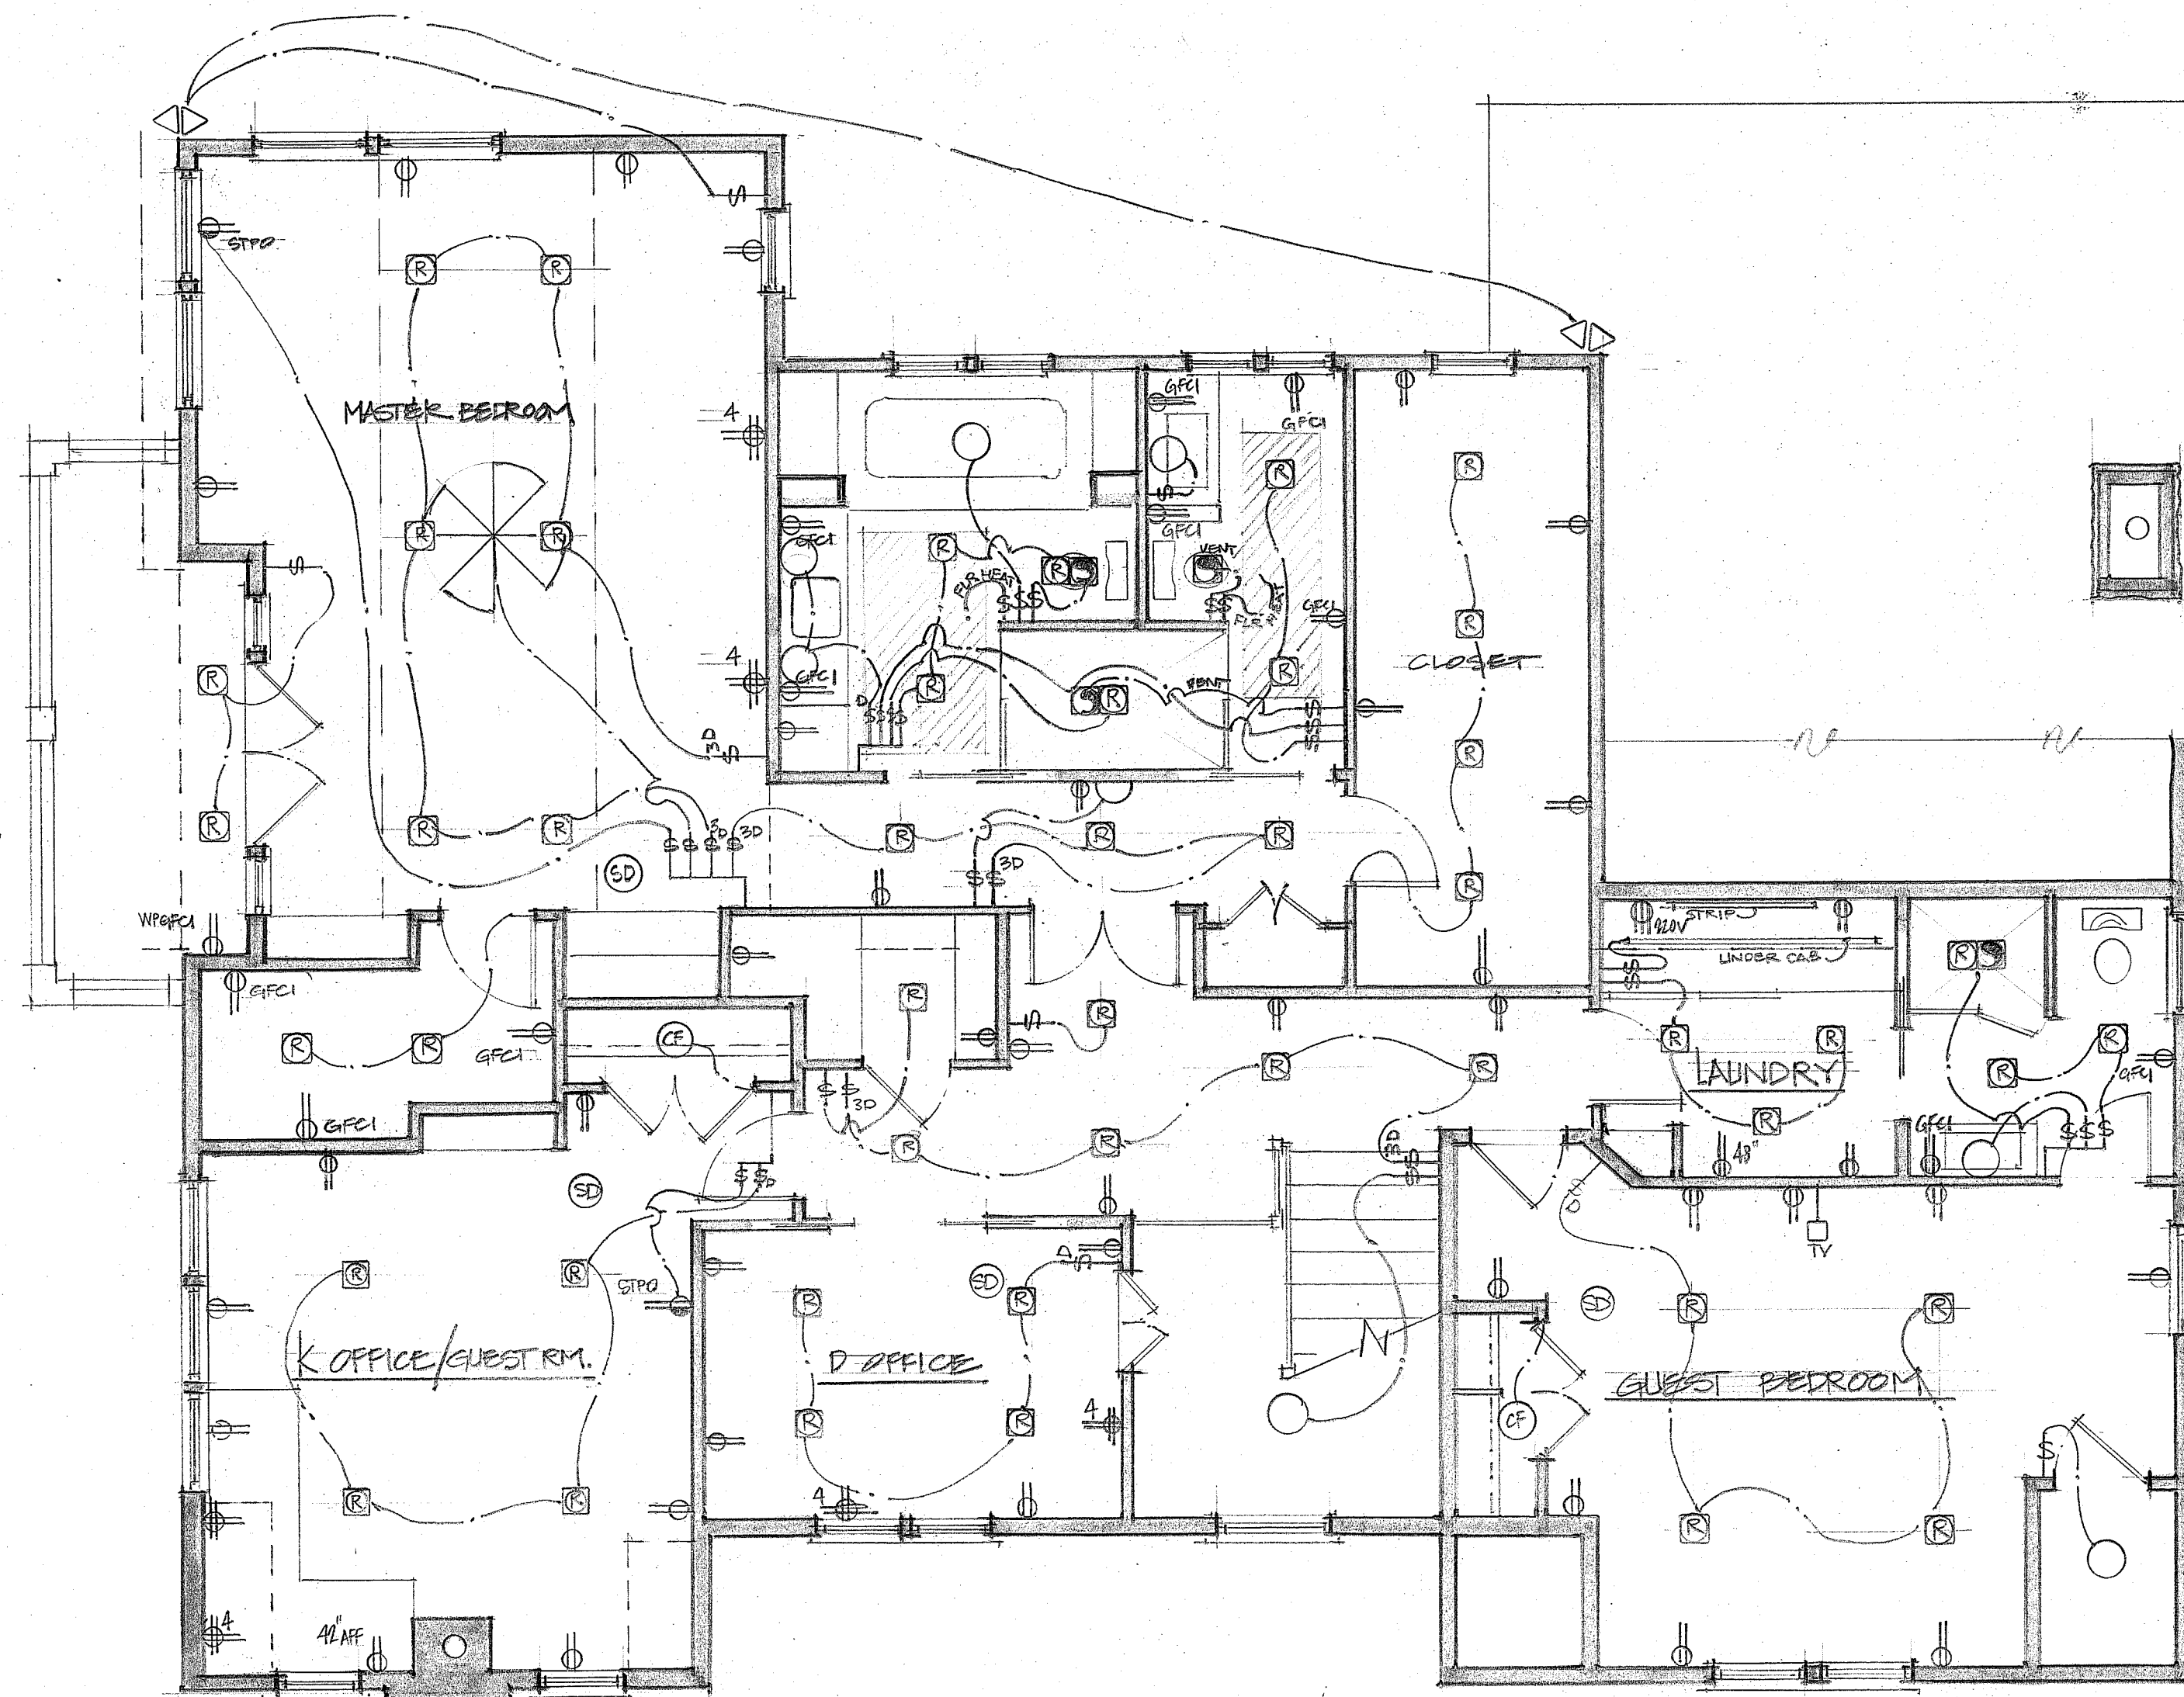 STPO
R R
MASTER BEDROOM
4
GFCI
GFCI
R
R
R R
GFCI
GFCI
R
R
VENT
FLR HEAT
FLR HEAT
GFCI
$ $ $
$ $
R
CLOSET
4
GFCI
R
R
R
R
VENT
D
$ $ $ $
$ $ $
3D
$
R
R
R R
3D 3D
$ $ $ $
R R R
SD
3D
$ $
R
WPGFCI
220V
STRIP
UNDER CAB
$ $
R
GFCI
R
R
R R
GFCI
CF
R R
R
R R
LAUNDRY
R
R
GFCI
$ $
3D
R
R
GFCI
R
GFCI
48"
$ $ $
3D
$ $
SD
$ $ D
$
D
TV
R
R
STPO
R
SD
R
D
$
SD
R
R
K OFFICE/GUEST RM.
D OFFICE
GUEST BEDROOM
R
R
4
CF
R
R
4
$
R
R
4
42" AFF